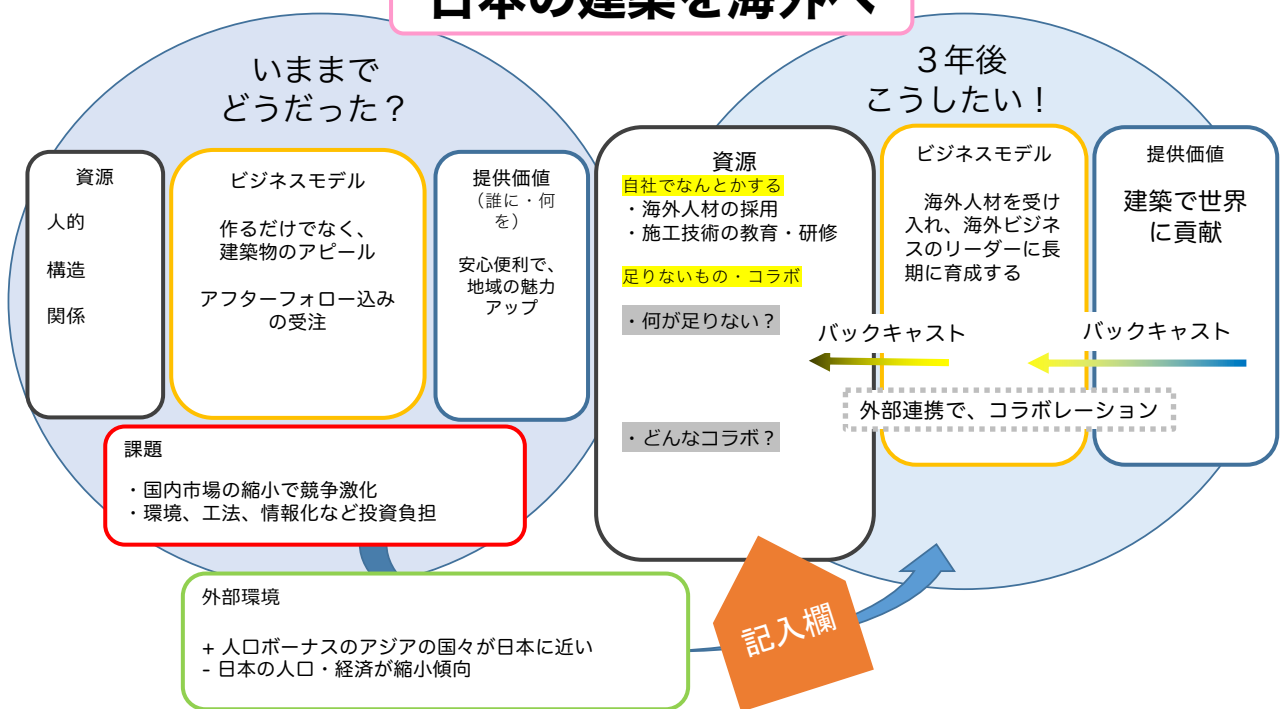 日本の建築を海外へ
いままで
どうだった？
資源
人的
構造
関係
ビジネスモデル
作るだけでなく、
建築物のアピール
アフターフォロー込み
の受注
提供価値
（誰に・何
を）
安心便利で、
地域の魅力
アップ
課題
・国内市場の縮小で競争激化
・環境、工法、情報化など投資負担
外部環境
+ 人口ボーナスのアジアの国々が日本に近い
- 日本の人口・経済が縮小傾向
３年後
こうしたい！
資源
自社でなんとかする
・海外人材の採用
・施工技術の教育・研修
足りないもの・コラボ
・何が足りない？
・どんなコラボ？
ビジネスモデル
海外人材を受け
入れ、海外ビジネ
スのリーダーに長
期に育成する
提供価値
建築で世界
に貢献
バックキャスト
バックキャスト
外部連携で、コラボレーション
記入欄